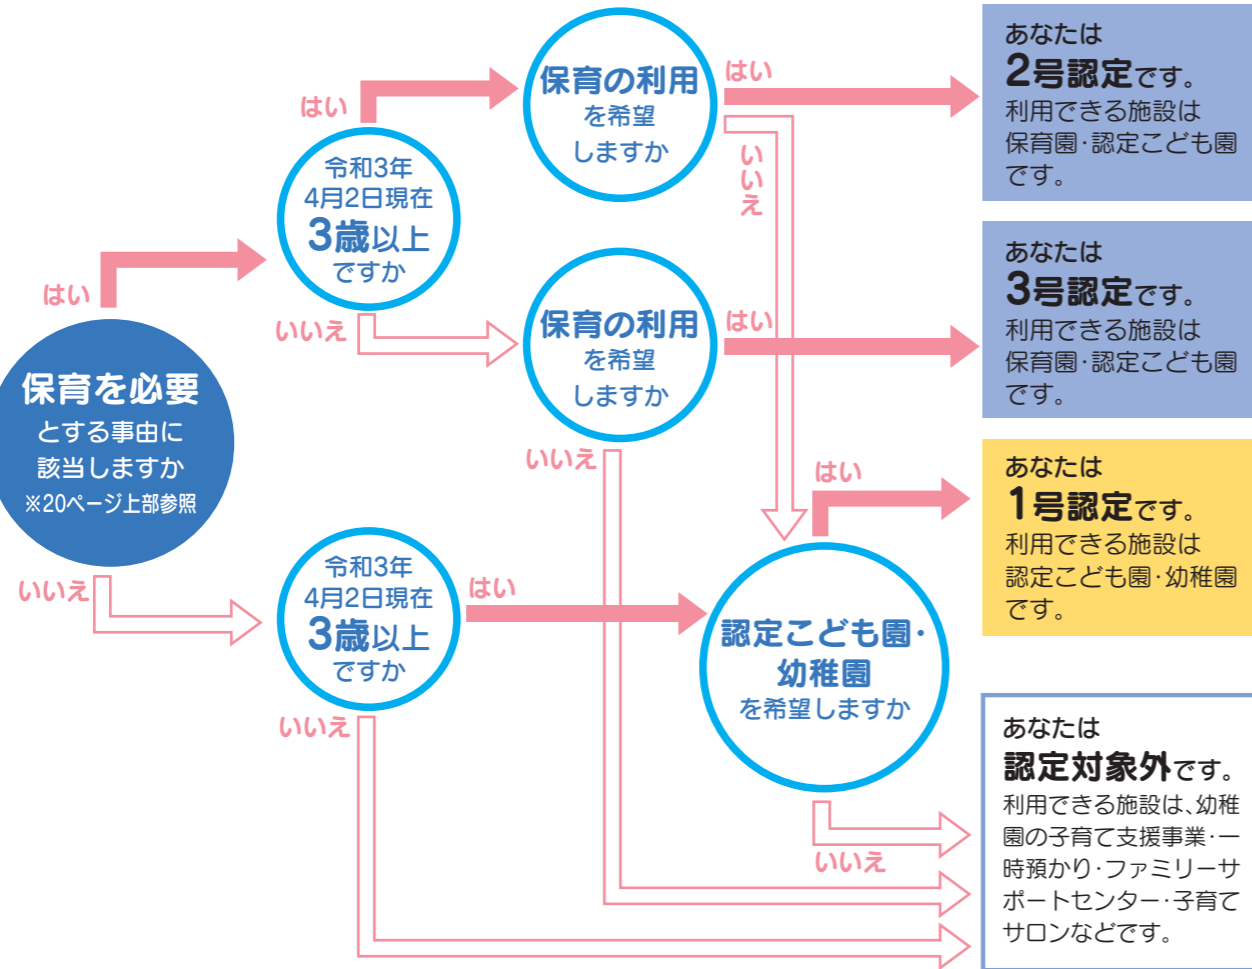 保育を必要
とする事由に
該当しますか
※20ページ上部参照
はい
いいえ
令和3年
4月2日現在
3歳以上
ですか
はい
いいえ
保育の利用
を希望
しますか
はい
いいえ
あなたは
2号認定です。
利用できる施設は
保育園・認定こども園
です。
保育の利用
を希望
しますか
はい
いいえ
あなたは
3号認定です。
利用できる施設は
保育園・認定こども園
です。
令和3年
4月2日現在
3歳以上
ですか
はい
いいえ
認定こども園・
幼稚園
を希望しますか
はい
いいえ
あなたは
1号認定です。
利用できる施設は
認定こども園・幼稚園
です。
あなたは
認定対象外です。
利用できる施設は、幼稚
園の子育て支援事業・一
時預かり・ファミリーサ
ポートセンター・子育て
サロンなどです。